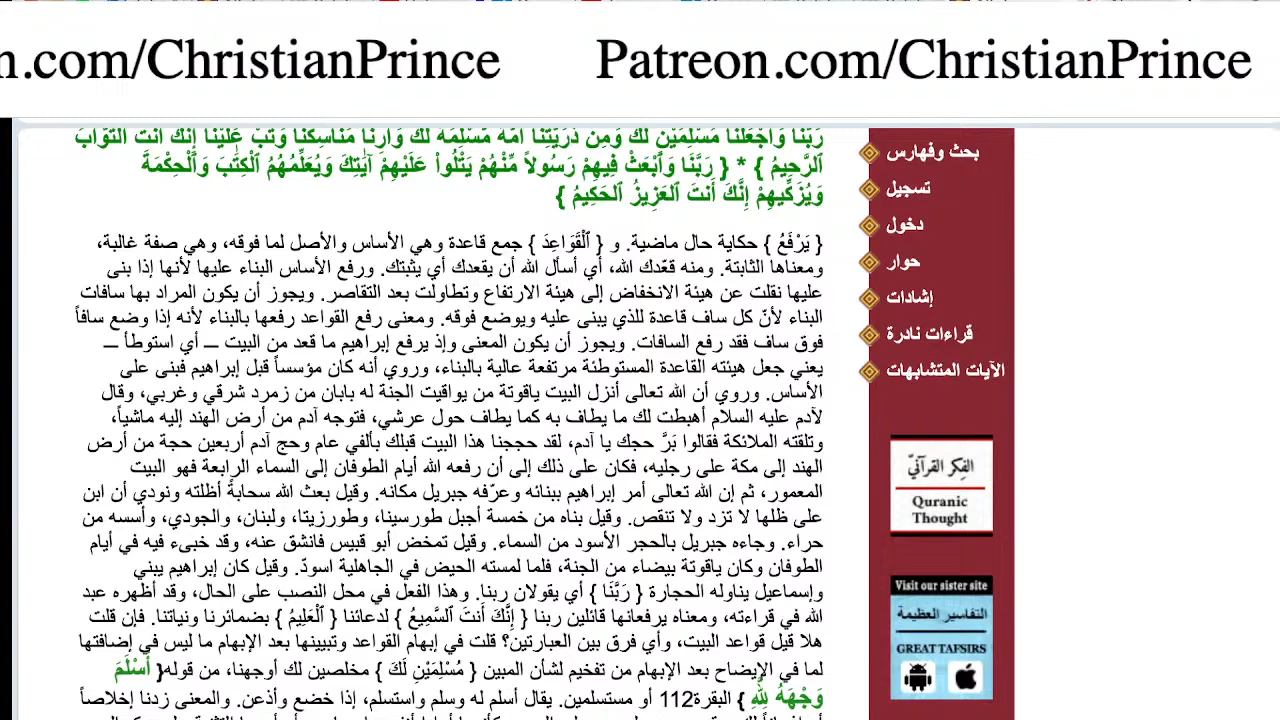 n.com/ChristianPrince Patreon.com/ChristianPrince
رَبَّنَا وَٱجْعَلْنَا مُسْلِمَيْنِ لَكَ وَمِن ذُرِّيَّتِنَآ أُمَّةً مُّسْلِمَةً لَّكَ وَأَرِنَا مَنَاسِكَنَا وَتُبْ عَلَيْنَآ إِنَّكَ أَنتَ ٱلتَّوَّابُ
ٱلرَّحِيمُ } * { رَبَّنَا وَٱبْعَثْ فِيهِمْ رَسُولاً مِّنْهُمْ يَتْلُواْ عَلَيْهِمْ آيَٰتِكَ وَيُعَلِّمُهُمُ ٱلْكِتَٰبَ وَٱلْحِكْمَةَ
وَيُزَكِّيهِمْ إِنَّكَ أَنتَ ٱلعَزِيزُ ٱلحَكِيمُ }
{ يَرْفَعُ } حكاية حال ماضية. و { ٱلْقَوَاعِدَ } جمع قاعدة وهي الأساس والأصل لما فوقه، وهي صفة غالبة،
ومعناها الثابتة. ومنه قعّدك الله، أي أسأل الله أن يقعدك أي يثبتك. ورفع الأساس البناء عليها لأنها إذا بنى
عليها نقلت عن هيئة الانخفاض إلى هيئة الارتفاع وتطاولت بعد التقاصر. ويجوز أن يكون المراد بها سافات
البناء لأنّ كل ساف قاعدة للذي يبنى عليه ويوضع فوقه. ومعنى رفع القواعد رفعها بالبناء لأنه إذا وضع سافاً
فوق ساف فقد رفع السافات. ويجوز أن يكون المعنى وإذ يرفع إبراهيم ما قعد من البيت ــ أي استوطأ ــ
يعني جعل هيئته القاعدة المستوطئة مرتفعة عالية بالبناء، وروي أنه كان مؤسساً قبل إبراهيم فبنى على
الأساس. وروي أن الله تعالى أنزل البيت ياقوتة من يواقيت الجنة له بابان من زمرد شرقي وغربي، وقال
لآدم عليه السلام أهبطت لك ما يطاف به كما يطاف حول عرشي، فتوجه آدم من أرض الهند إليه ماشياً،
وتلقته الملائكة فقالوا بَرَّ حجك يا آدم، لقد حججنا هذا البيت قبلك بألفي عام وحج آدم أربعين حجة من أرض
الهند إلى مكة على رجليه، فكان على ذلك إلى أن رفعه الله أيام الطوفان إلى السماء الرابعة فهو البيت
المعمور، ثم إن الله تعالى أمر إبراهيم ببنائه وعرّفه جبريل مكانه. وقيل بعث الله سحابةً أظلته ونودي أن ابن
على ظلها لا تزد ولا تنقص. وقيل بناه من خمسة أجبل طورسينا، وطورزيتا، ولبنان، والجودي، وأسسه من
حراء. وجاءه جبريل بالحجر الأسود من السماء. وقيل تمخض أبو قبيس فانشق عنه، وقد خبىء فيه في أيام
الطوفان وكان ياقوتة بيضاء من الجنة، فلما لمسته الحيض في الجاهلية اسودّ. وقيل كان إبراهيم يبني
وإسماعيل يناوله الحجارة { رَبَّنَا } أي يقولان ربنا. وهذا الفعل في محل النصب على الحال، وقد أظهره عبد
الله في قراءته، ومعناه يرفعانها قائلين ربنا { إِنَّكَ أَنتَ ٱلسَّمِيعُ } لدعائنا { ٱلْعَلِيمُ } بضمائرنا ونياتنا. فإن قلت
هلا قيل قواعد البيت، وأي فرق بين العبارتين؟ قلت في إبهام القواعد وتبيينها بعد الإبهام ما ليس في إضافتها
لما في الإيضاح بعد الإبهام من تفخيم لشأن المبين { مُسْلِمَيْنِ لَكَ } مخلصين لك أوجهنا، من قوله{ أَسْلَمَ
وَجْهَهُ لِلَّهِ } البقرة112 أو مستسلمين. يقال أسلم له وسلم واستسلم، إذا خضع وأذعن. والمعنى زدنا إخلاصاً
بحث وفهارس
تسجيل
دخول
حوار
إشادات
قراءات نادرة
الآيات المتشابهات
الفِكر القرآنيّ
Quranic
Thought
Visit our sister site
التفاسير العظيمة
GREAT TAFSIRS